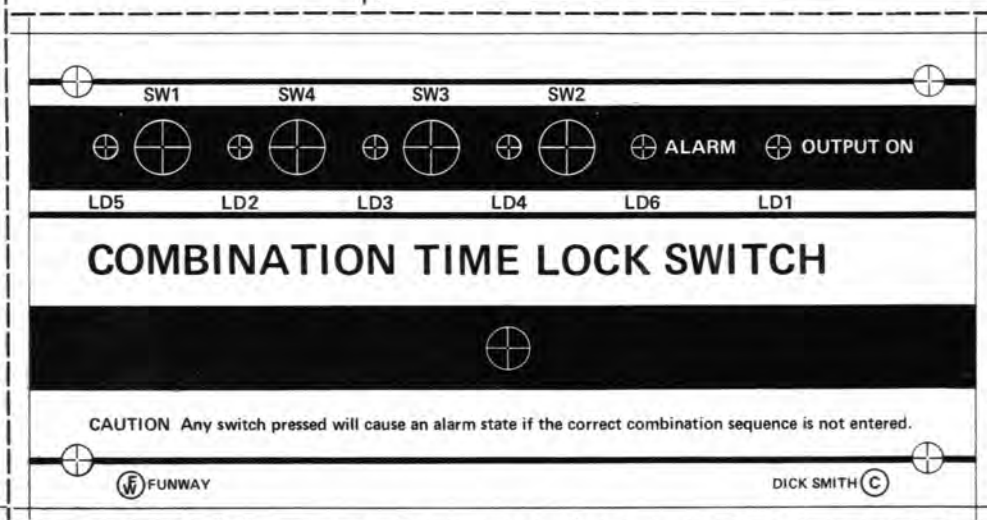 SW1 SW4 SW3 SW2
ALARM OUTPUT ON
LD5 LD2 LD3 LD4 LD6 LD1
COMBINATION TIME LOCK SWITCH
CAUTION Any switch pressed will cause an alarm state if the correct combination sequence is not entered.
FW FUNWAY DICK SMITH C